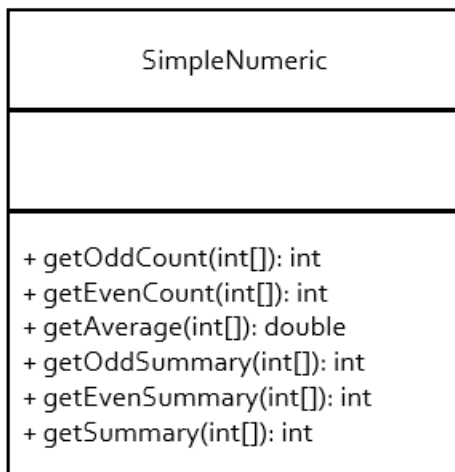 SimpleNumeric
+ getOddCount(int[]): int
+ getEvenCount(int[]): int
+ getAverage(int[]): double
+ getOddSummary(int[]): int
+ getEvenSummary(int[]): int
+ getSummary(int[]): int